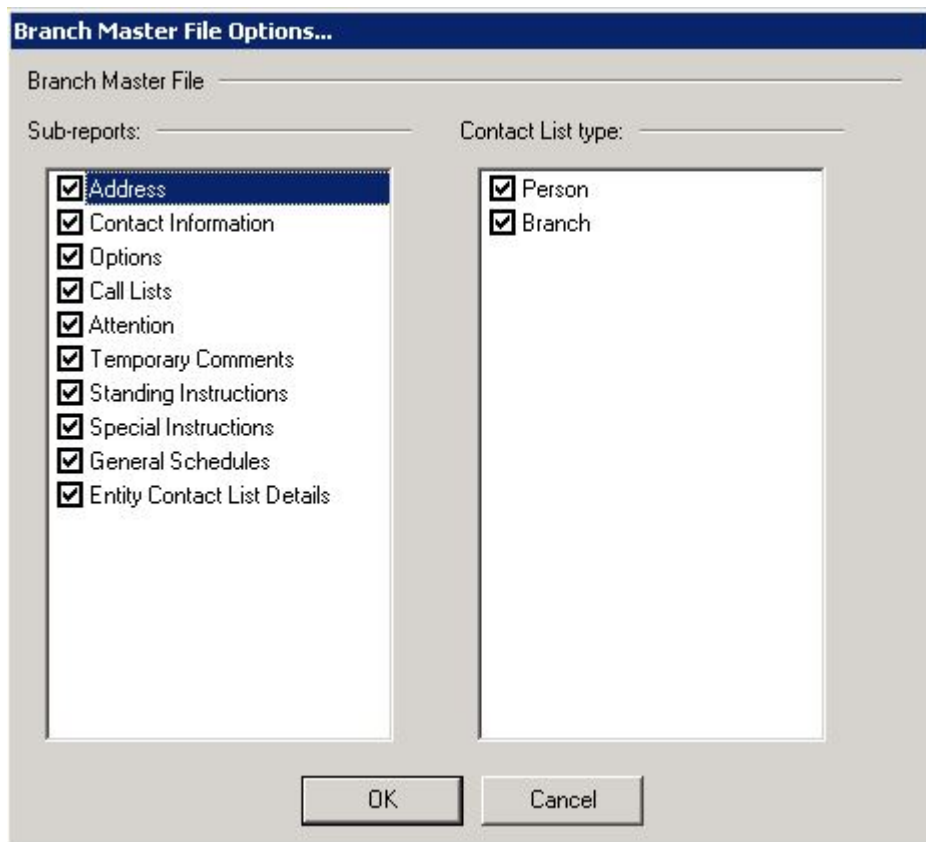 Branch Master File Options...
Branch Master File
Sub-reports:
Address
Contact Information
Options
Call Lists
Attention
Temporary Comments
Standing Instructions
Special Instructions
General Schedules
Entity Contact List Details
Contact List type:
Person
Branch
OK
Cancel